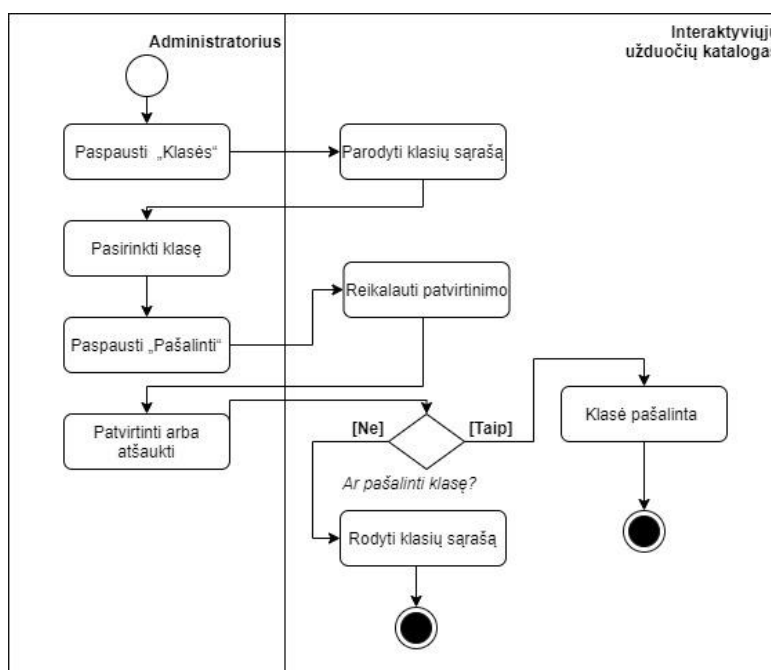 Administratorius
Interaktyviųjų
užduočių katalogas
Paspausti „Klasės“
Parodyti klasių sąrašą
Pasirinkti klasę
Reikalauti patvirtinimo
Paspausti „Pašalinti“
Patvirtinti arba
atšaukti
[Ne]
[Taip]
Klasė pašalinta
Ar pašalinti klasę?
Rodyti klasių sąrašą